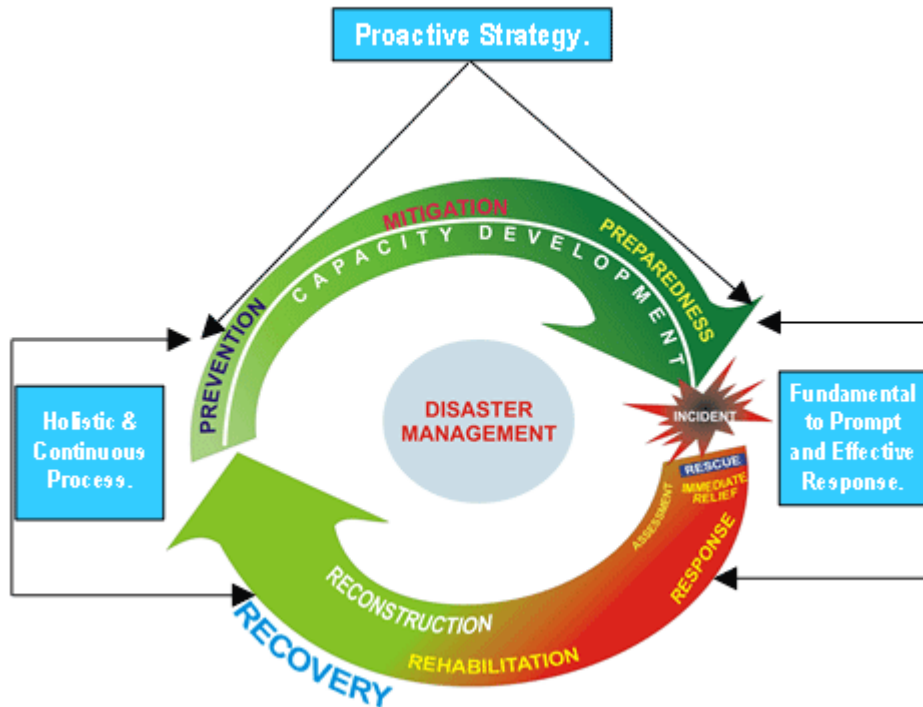 Proactive Strategy.
MITIGATION
CAPACITY DEVELOPMENT
PREPAREDNESS
PREVENTION
Holistic &
Continuous
Process.
DISASTER
MANAGEMENT
INCIDENT
Fundamental
to Prompt
and Effective
Response.
RESCUE
IMMEDIATE
RELIEF
ASSESSMENT
RESPONSE
REHABILITATION
RECONSTRUCTION
RECOVERY